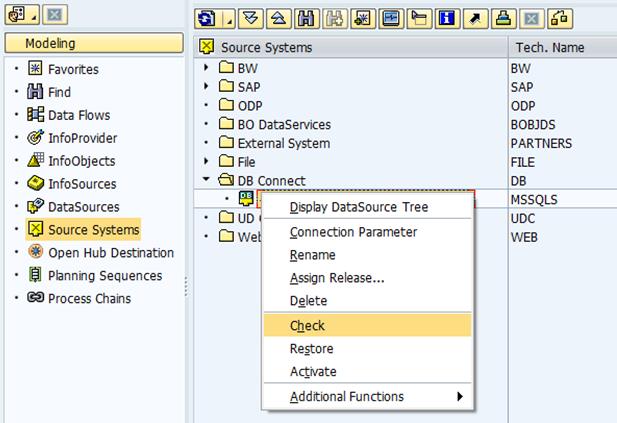 Modeling
Favorites
Find
Data Flows
InfoProvider
InfoObjects
InfoSources
DataSources
Source Systems
Open Hub Destination
Planning Sequences
Process Chains
Source Systems Tech. Name
BW BW
SAP SAP
ODP ODP
BO DataServices BOBJDS
External System PARTNERS
File FILE
DB Connect DB
DB MSSQLS
UD UDC
Web WEB
Display DataSource Tree
Connection Parameter
Rename
Assign Release...
Delete
Check
Restore
Activate
Additional Functions